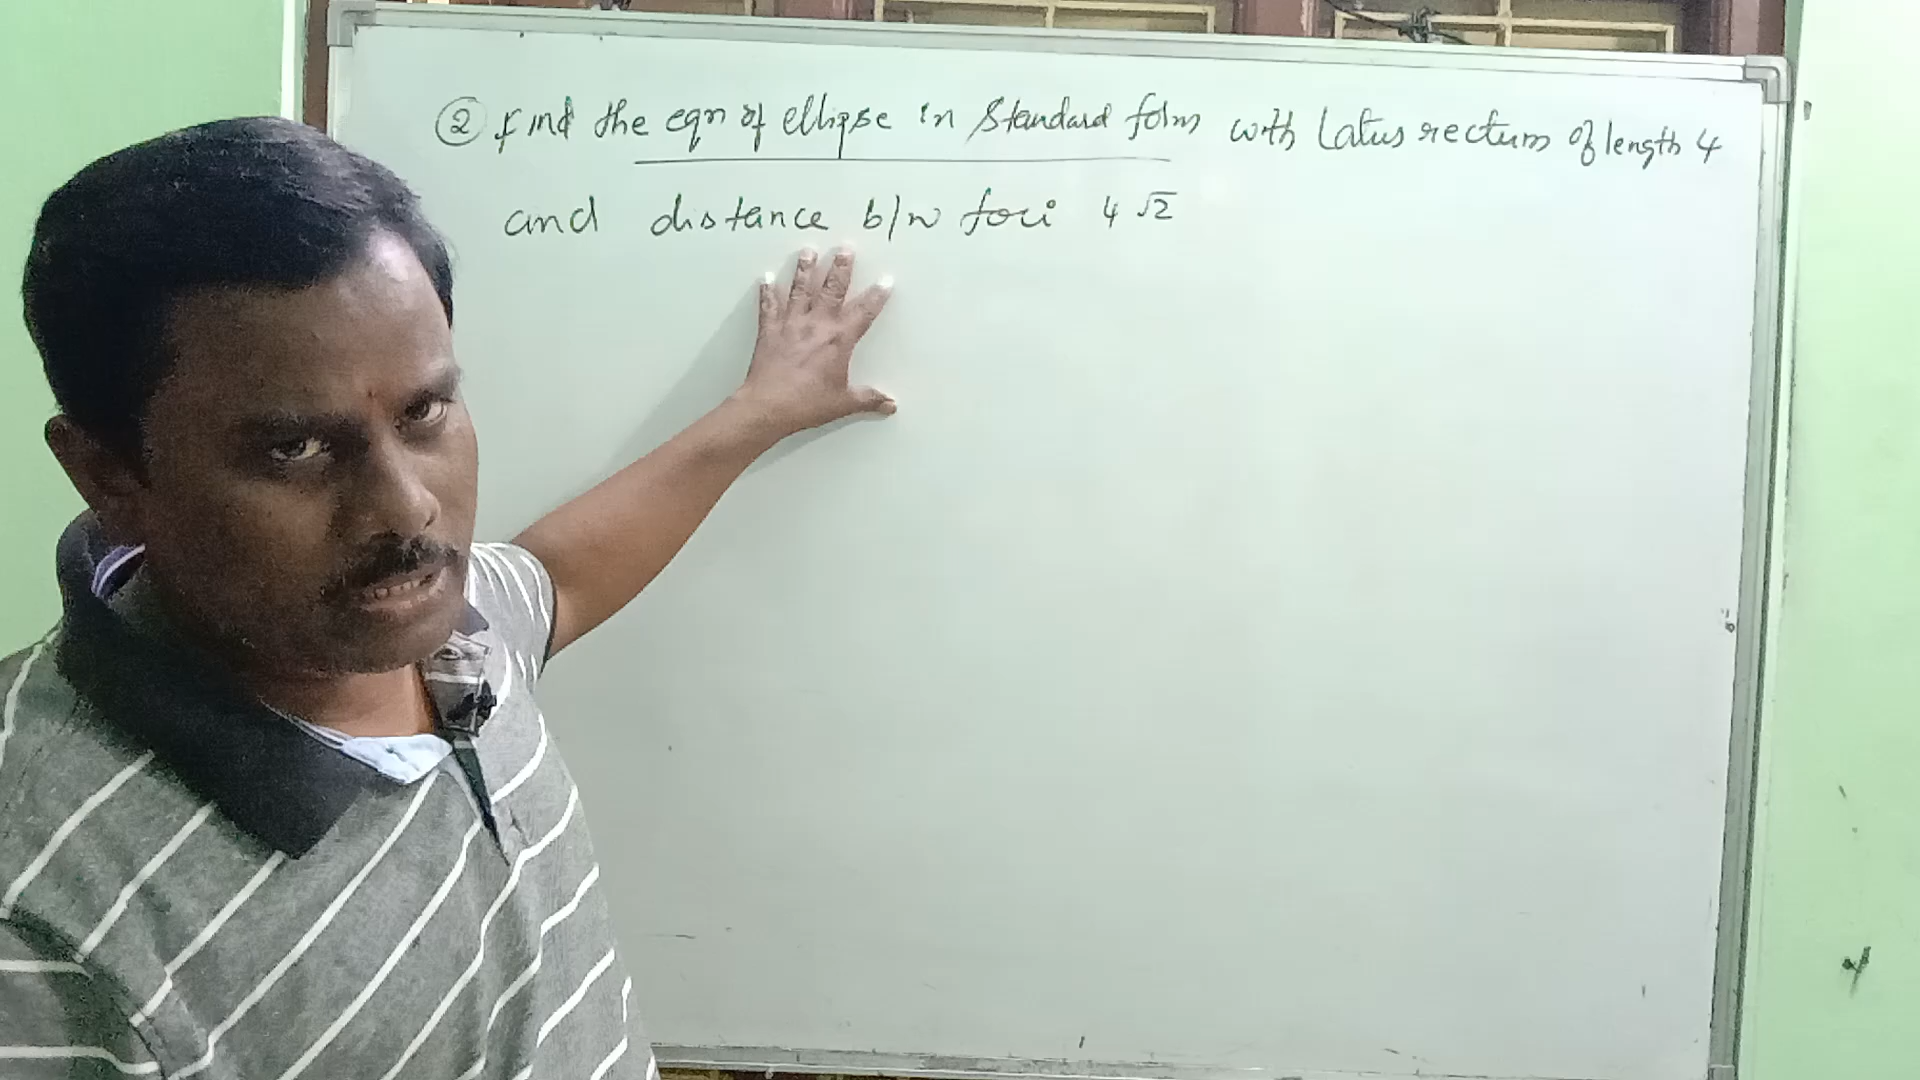 ② Find the eqn of ellipse in standard form with Latus rectum of length 4
and distance b/w foci 4√2